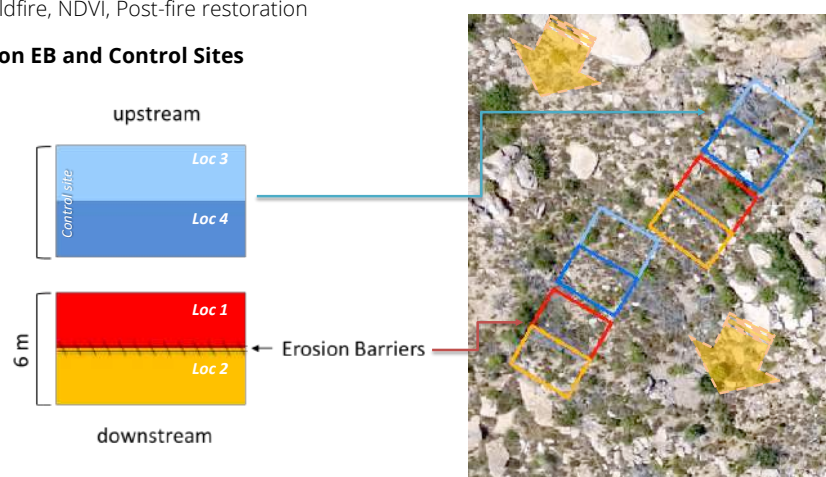 ldfire, NDVI, Post-fire restoration
on EB and Control Sites
upstream
Loc 3
Control site
Loc 4
Loc 1
6 m
Erosion Barriers
Loc 2
downstream